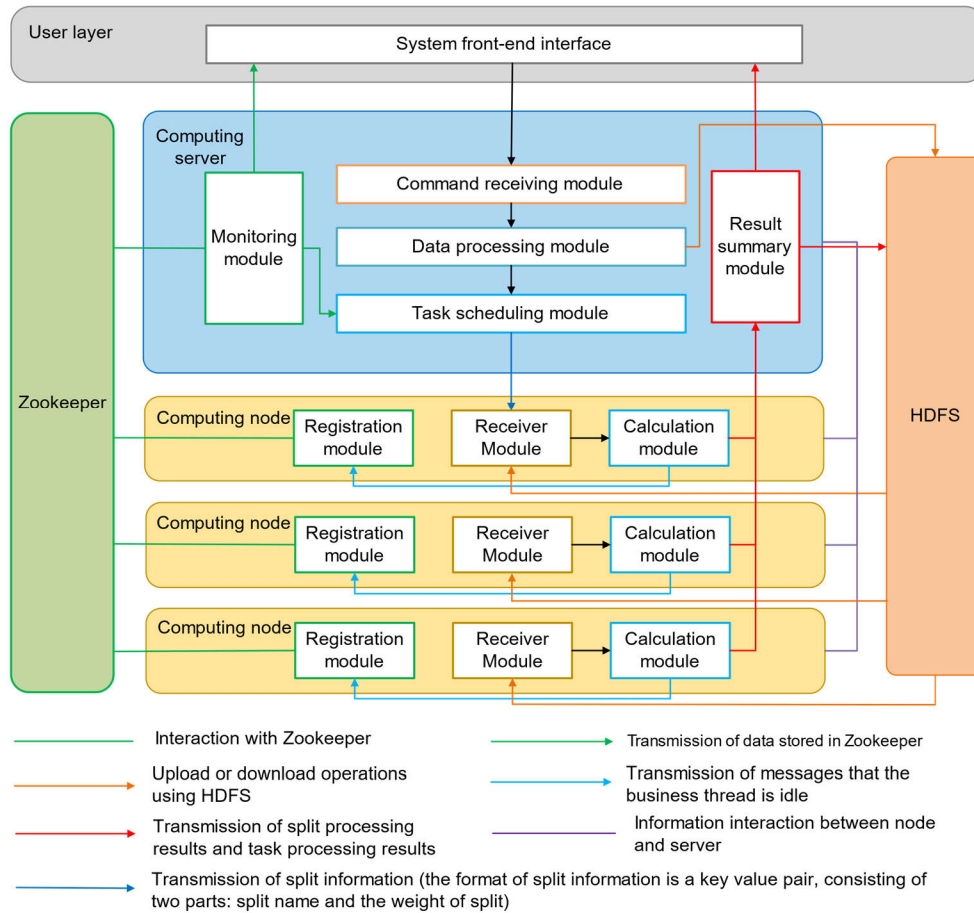 User layer
System front-end interface
Computing
server
Command receiving module
Monitoring
module
Data processing module
Result
summary
module
Task scheduling module
Zookeeper
HDFS
Computing node
Registration
module
Receiver
Module
Calculation
module
Computing node
Registration
module
Receiver
Module
Calculation
module
Computing node
Registration
module
Receiver
Module
Calculation
module
Interaction with Zookeeper
Transmission of data stored in Zookeeper
Upload or download operations
using HDFS
Transmission of messages that the
business thread is idle
Transmission of split processing
results and task processing results
Information interaction between node
and server
Transmission of split information (the format of split information is a key value pair, consisting of
two parts: split name and the weight of split)